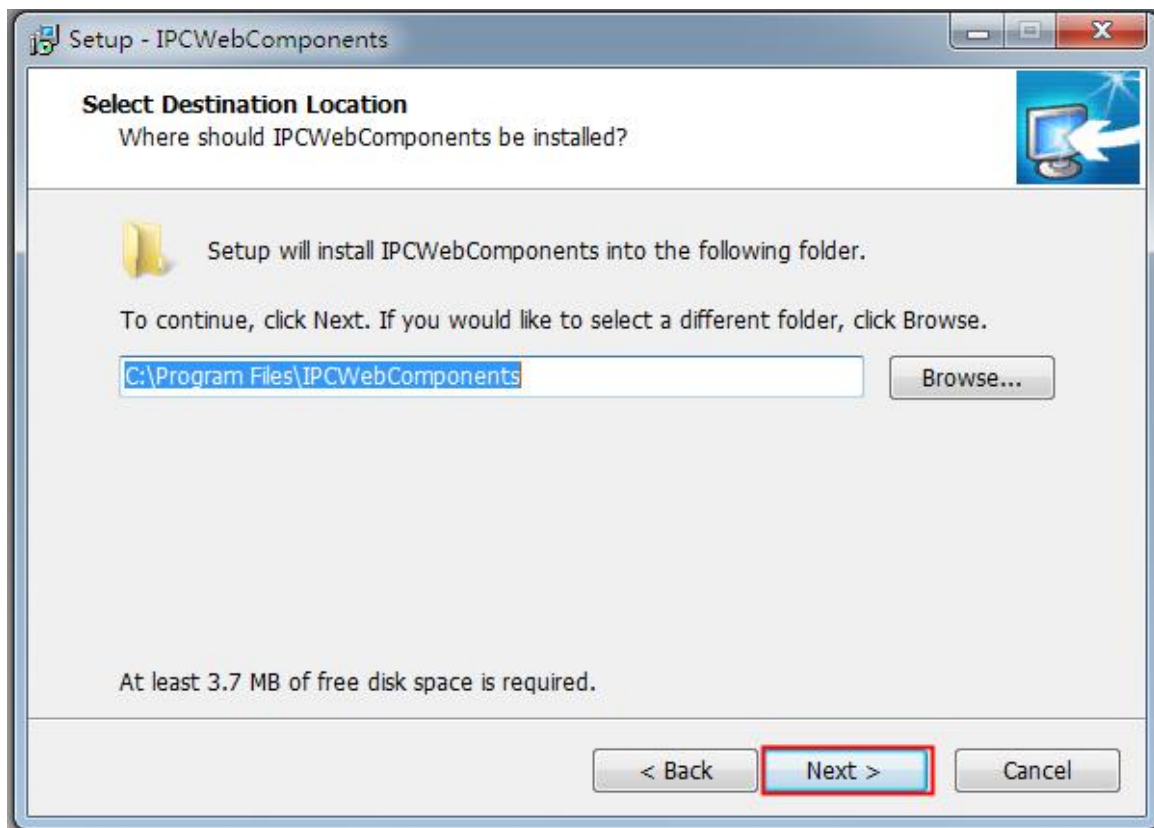 Setup - IPCWebComponents
Select Destination Location
Where should IPCWebComponents be installed?
Setup will install IPCWebComponents into the following folder.
To continue, click Next. If you would like to select a different folder, click Browse.
C:\Program Files\IPCWebComponents
Browse...
At least 3.7 MB of free disk space is required.
< Back
Next >
Cancel